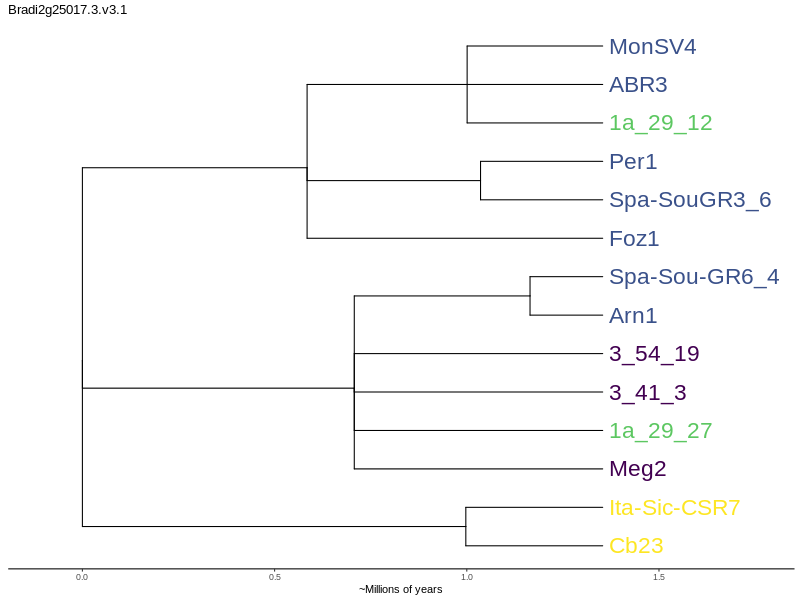 Bradi2g25017.3.v3.1
MonSV4
ABR3
1a_29_12
Per1
Spa-SouGR3_6
Foz1
Spa-Sou-GR6_4
Arn1
3_54_19
3_41_3
1a_29_27
Meg2
Ita-Sic-CSR7
Cb23
0.0 0.5 1.0 1.5
~Millions of years